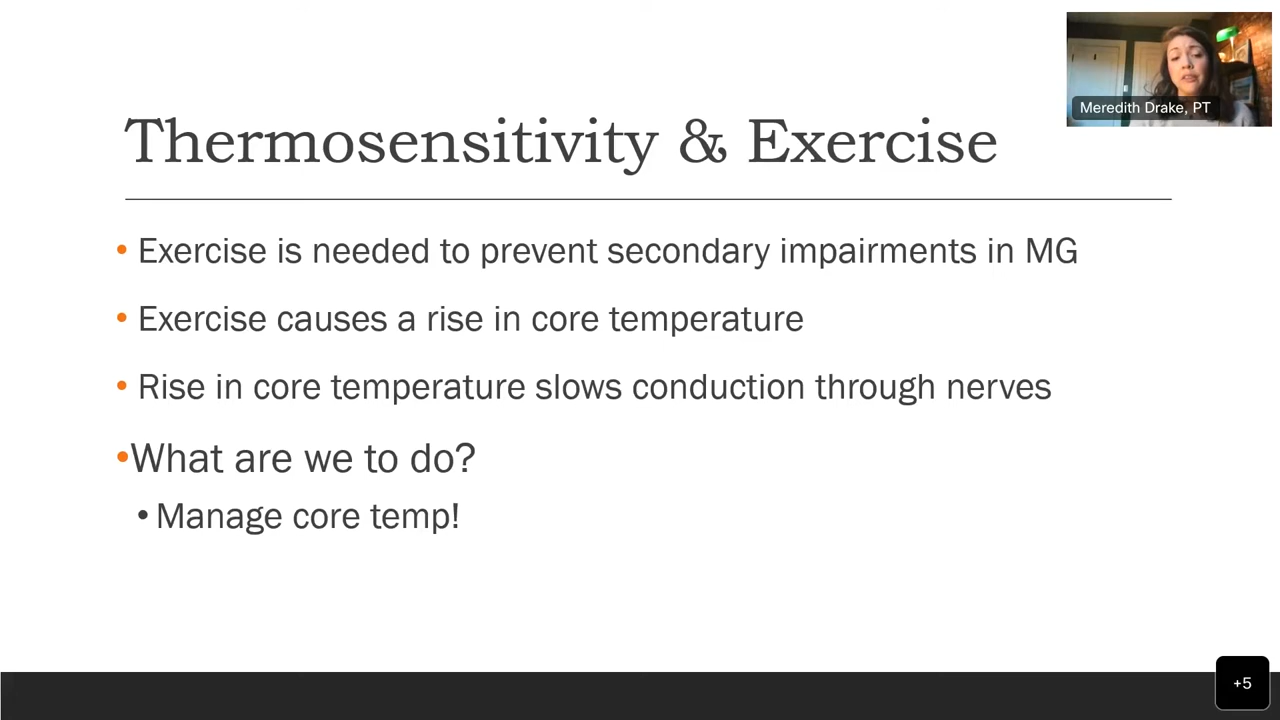 Meredith Drake, PT
Thermosensitivity & Exercise
• Exercise is needed to prevent secondary impairments in MG
• Exercise causes a rise in core temperature
• Rise in core temperature slows conduction through nerves
•What are we to do?
• Manage core temp!
+5